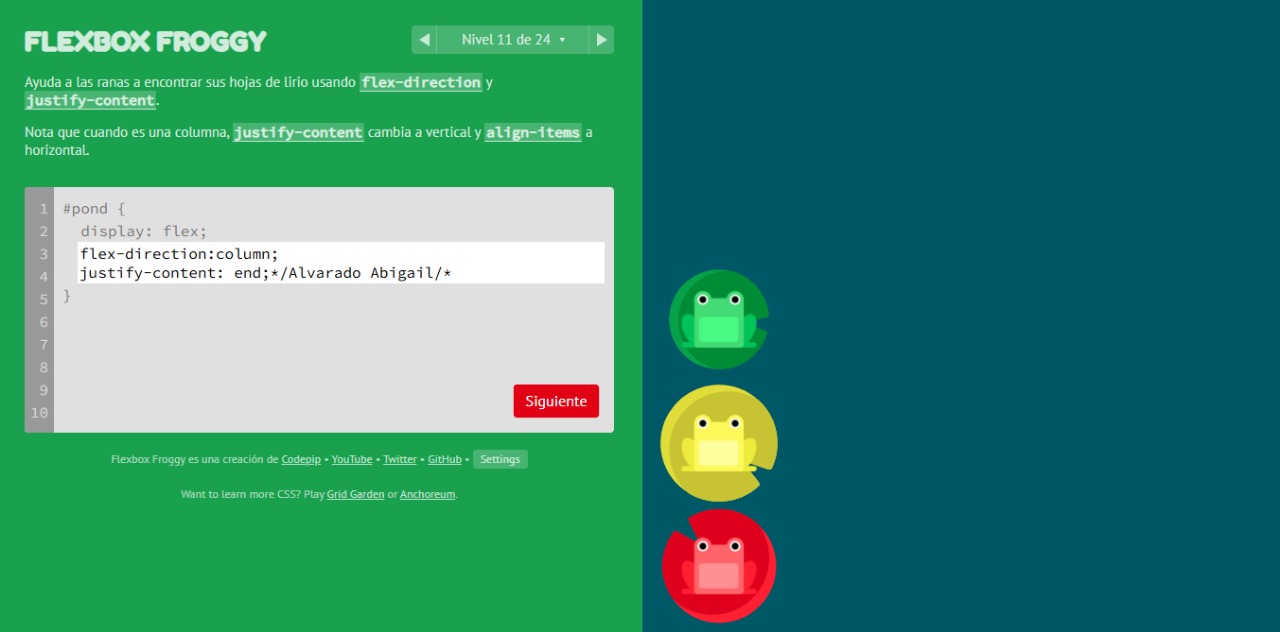 FLEXBOX FROGGY
Nivel 11 de 24
Ayuda a las ranas a encontrar sus hojas de lirio usando flex-direction y
justify-content.
Nota que cuando es una columna, justify-content cambia a vertical y align-items a
horizontal.
1 #pond {
2 display: flex;
3 flex-direction:column;
4 justify-content: end;*/Alvarado Abigail/*
5 }
6
7
8
9
10
Siguiente
Flexbox Froggy es una creación de Codepip • YouTube • Twitter • GitHub • Settings
Want to learn more CSS? Play Grid Garden or Anchoreum.